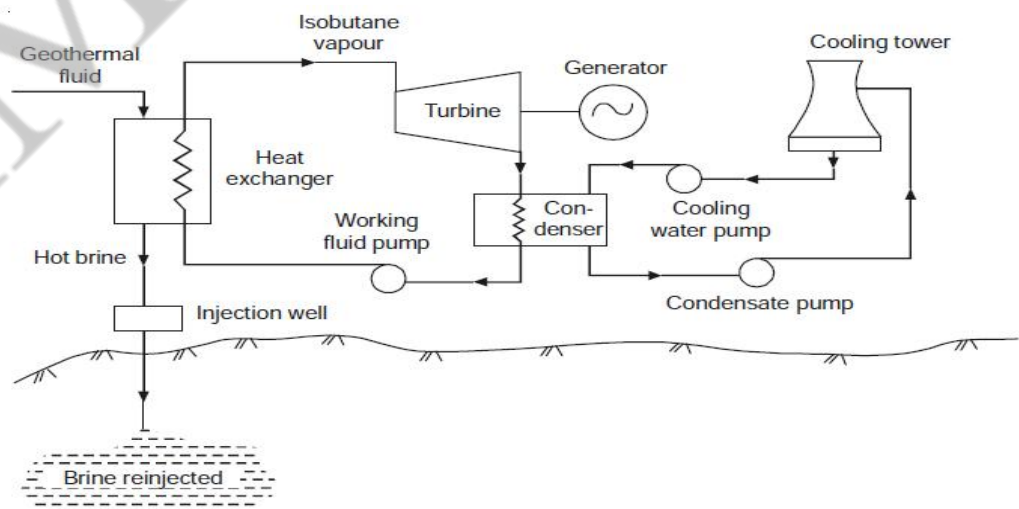 Isobutane
vapour
Cooling tower
Geothermal
fluid
Generator
Turbine
Heat
exchanger
Con-
denser
Cooling
water pump
Working
fluid pump
Hot brine
Condensate pump
Injection well
Brine reinjected